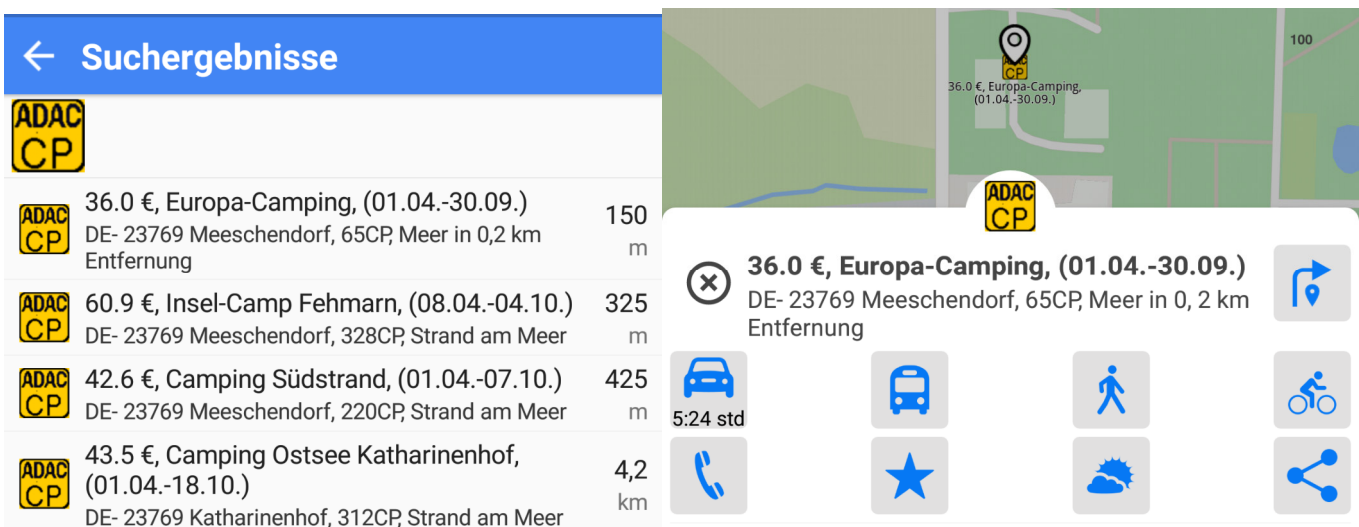 Suchergebnisse
ADAC
CP
ADAC
CP
36.0 €, Europa-Camping, (01.04.-30.09.)
DE- 23769 Meeschendorf, 65CP, Meer in 0,2 km
Entfernung
150
m
ADAC
CP
60.9 €, Insel-Camp Fehmarn, (08.04.-04.10.)
DE- 23769 Meeschendorf, 328CP, Strand am Meer
325
m
ADAC
CP
42.6 €, Camping Südstrand, (01.04.-07.10.)
DE- 23769 Meeschendorf, 220CP, Strand am Meer
425
m
ADAC
CP
43.5 €, Camping Ostsee Katharinenhof,
(01.04.-18.10.)
DE- 23769 Katharinenhof, 312CP, Strand am Meer
4,2
km
100
ADAC
CP
36.0 €, Europa-Camping,
(01.04.-30.09.)
ADAC
CP
36.0 €, Europa-Camping, (01.04.-30.09.)
DE- 23769 Meeschendorf, 65CP, Meer in 0, 2 km
Entfernung
5:24 std